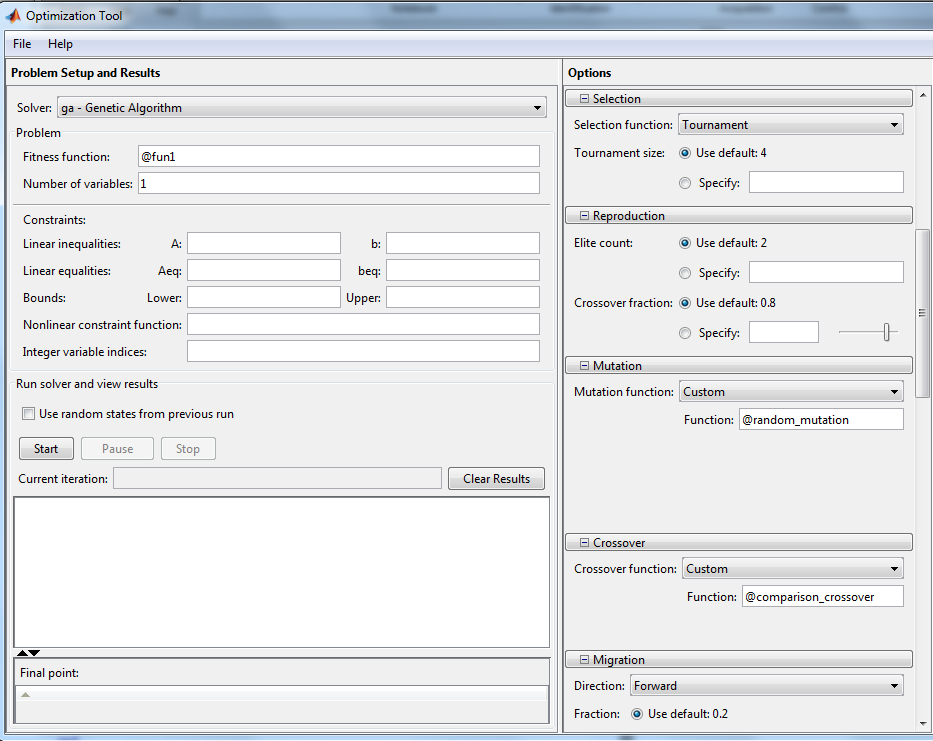 Optimization Tool
File Help
Problem Setup and Results
Solver: ga - Genetic Algorithm
Problem
Fitness function: @fun1
Number of variables: 1
Constraints:
Linear inequalities: A: b:
Linear equalities: Aeq: beq:
Bounds: Lower: Upper:
Nonlinear constraint function:
Integer variable indices:
Run solver and view results
Use random states from previous run
Start Pause Stop
Current iteration: Clear Results
Final point:
Options
Selection
Selection function: Tournament
Tournament size: Use default: 4
Specify:
Reproduction
Elite count: Use default: 2
Specify:
Crossover fraction: Use default: 0.8
Specify:
Mutation
Mutation function: Custom
Function: @random_mutation
Crossover
Crossover function: Custom
Function: @comparison_crossover
Migration
Direction: Forward
Fraction: Use default: 0.2